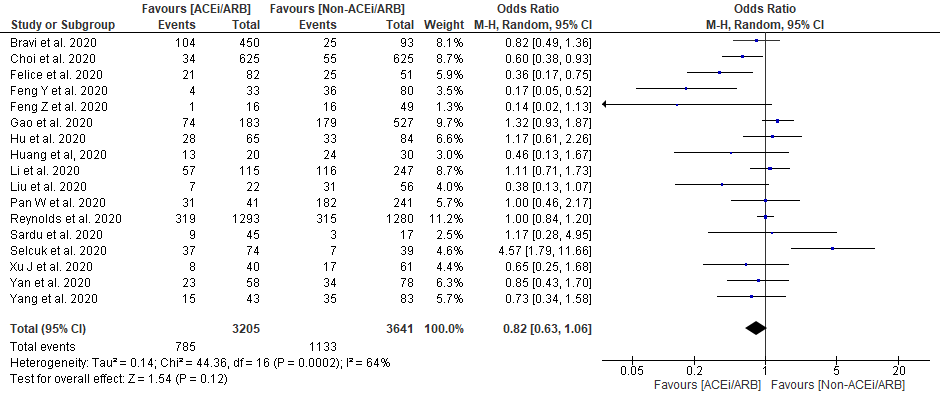 Favours [ACEi/ARB] Favours [Non-ACEi/ARB] Odds Ratio Odds Ratio
Study or Subgroup Events Total Events Total Weight M-H, Random, 95% CI M-H, Random, 95% CI
Bravi et al. 2020 104 450 25 93 8.1% 0.82 [0.49, 1.36]
Choi et al. 2020 34 625 55 625 8.5% 0.60 [0.38, 0.93]
Felice et al. 2020 21 82 25 51 6.0% 0.36 [0.17, 0.75]
Feng Y et al. 2020 4 33 36 80 3.8% 0.17 [0.05, 0.52]
Feng Z et al. 2020 1 16 16 49 1.4% 0.14 [0.02, 1.13]
Gao et al. 2020 74 183 179 527 9.7% 1.32 [0.93, 1.87]
Hu et al. 2020 28 65 33 84 6.8% 1.17 [0.61, 2.26]
Huang et al, 2020 13 20 24 30 3.0% 0.46 [0.13, 1.67]
Li et al. 2020 57 115 116 247 8.6% 1.11 [0.71, 1.73]
Liu et al. 2020 7 22 31 56 4.0% 0.38 [0.13, 1.07]
Pan W et al. 2020 31 41 182 241 5.8% 1.00 [0.46, 2.17]
Reynolds et al. 2020 319 1293 315 1280 11.2% 1.00 [0.84, 1.20]
Sardu et al. 2020 9 45 3 17 2.5% 1.17 [0.28, 4.95]
Selcuk et al. 2020 37 74 7 39 4.6% 4.57 [1.79, 11.66]
Xu J et al. 2020 8 40 17 61 4.4% 0.65 [0.25, 1.68]
Yan et al. 2020 23 58 34 78 6.5% 0.85 [0.43, 1.70]
Yang et al. 2020 15 43 35 83 5.7% 0.73 [0.34, 1.58]
Total (95% CI) 3205 3641 100.0% 0.82 [0.63, 1.06]
Total events 785 1133
Heterogeneity: Tau² = 0.14; Chi² = 44.36, df = 16 (P = 0.0002); I² = 64%
Test for overall effect: Z = 1.54 (P = 0.12)
0.05 0.2 1 5 20
Favours [ACEi/ARB] Favours [Non-ACEi/ARB]